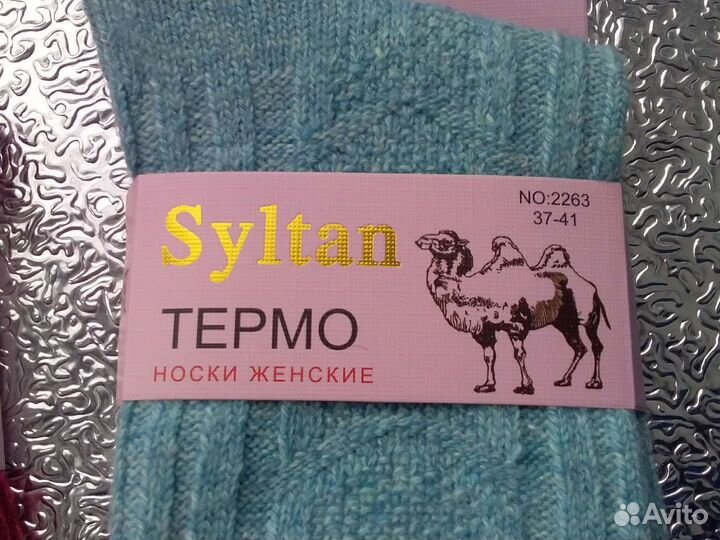 Syltan
NO:2263
37-41
ТЕРМО
НОСКИ ЖЕНСКИЕ
Avito